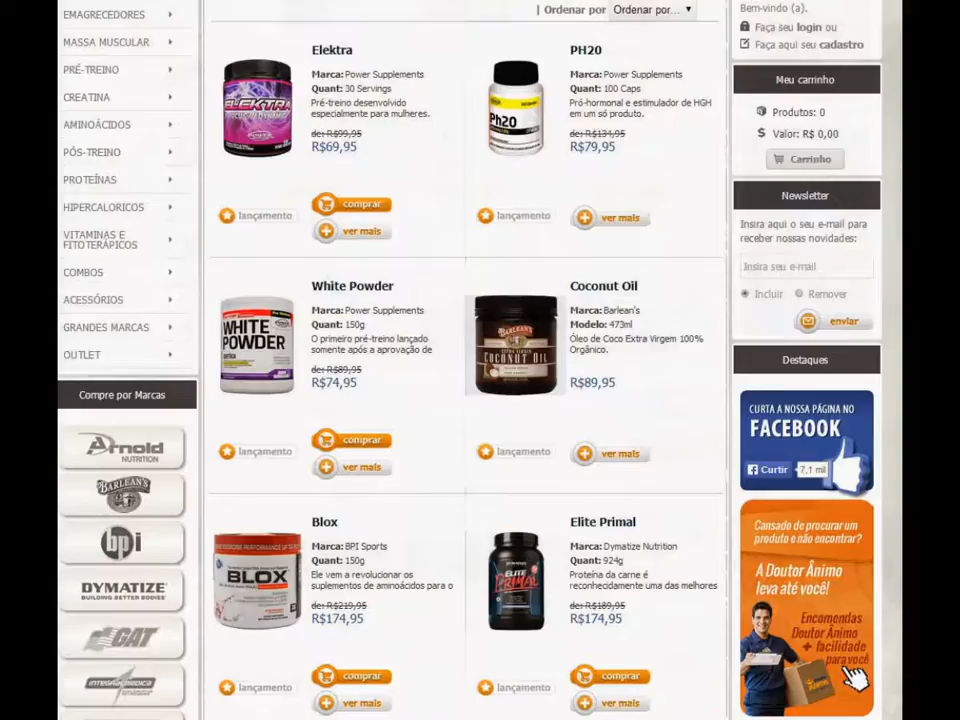 EMAGRECEDORES
MASSA MUSCULAR
PRÉ-TREINO
CREATINA
AMINOÁCIDOS
PÓS-TREINO
PROTEÍNAS
HIPERCALORICOS
VITAMINAS E
FITOTERÁPICOS
COMBOS
ACESSÓRIOS
GRANDES MARCAS
OUTLET
Compre por Marcas
Arnold
NUTRITION
BARLEAN'S
bpi
DYMATIZE
BUILDING BETTER BODIES
GAT
INTEGRALMEDICA
| Ordenar por
Ordenar por...
Elektra
Marca: Power Supplements
Quant: 30 Servings
Pré-treino desenvolvido
especialmente para mulheres.
de: R$99,95
R$69,95
ELEKTRA
lançamento
comprar
ver mais
PH20
Marca: Power Supplements
Quant: 100 Caps
Pró-hormonal e estimulador de HGH
em um só produto.
de: R$134,95
R$79,95
Ph20
lançamento
ver mais
White Powder
Marca: Power Supplements
Quant: 150g
O primeiro pré-treino lançado
somente após a aprovação de
de: R$89,95
R$74,95
WHITE
POWDER
lançamento
comprar
ver mais
Coconut Oil
Marca: Barlean's
Modelo: 473ml
Óleo de Coco Extra Virgem 100%
Orgânico.
R$89,95
BARLEAN'S
COCONUT OIL
lançamento
ver mais
Blox
Marca: BPI Sports
Quant: 150g
Ele vem a revolucionar os
suplementos de aminoácidos para o
de: R$219,95
R$174,95
BLOX
lançamento
comprar
ver mais
Elite Primal
Marca: Dymatize Nutrition
Quant: 924g
Proteína da carne é
reconhecidamente uma das melhores
de: R$189,95
R$174,95
ELITE
PRIMAL
lançamento
comprar
ver mais
Bem-vindo (a).
Faça seu login ou
Faça aqui seu cadastro
Meu carrinho
Produtos: 0
Valor: R$ 0,00
Carrinho
Newsletter
Insira aqui o seu e-mail para
receber nossas novidades:
Insira seu e-mail
Incluir
Remover
enviar
Destaques
CURTA A NOSSA PÁGINA NO
FACEBOOK
Curtir
7,1 mil
Cansado de procurar um
produto e não encontrar?
A Doutor Ânimo
leva até você!
Encomendas
Doutor Ânimo
+ facilidade
para você